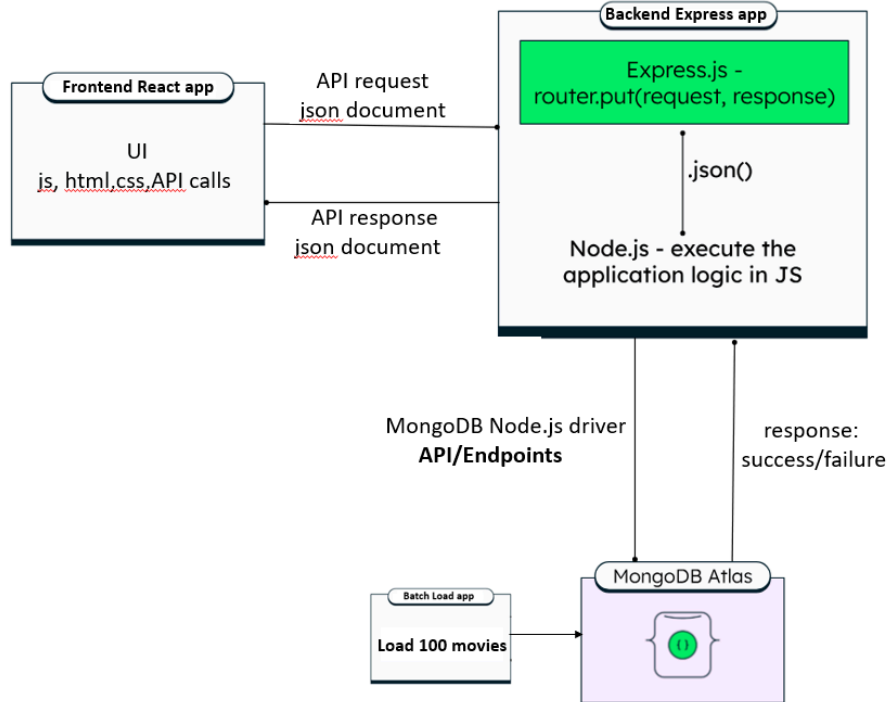 Backend Express app
Express.js -
router.put(request, response)
.json()
Node.js - execute the
application logic in JS
Frontend React app
UI
js, html,css,API calls
API request
json document
API response
json document
MongoDB Node.js driver
API/Endpoints
response:
success/failure
MongoDB Atlas
{ }
Batch Load app
Load 100 movies